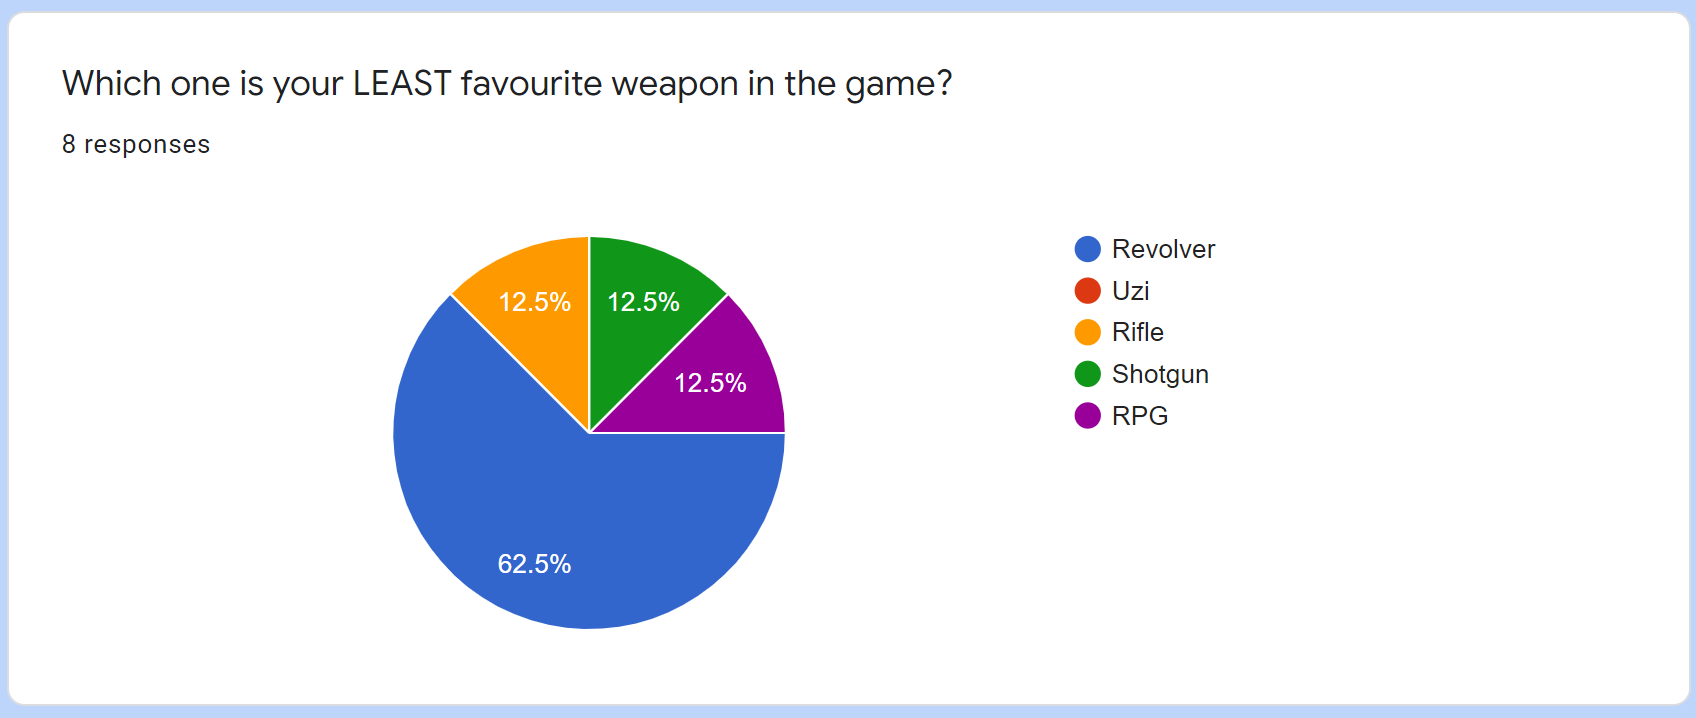 Which one is your LEAST favourite weapon in the game?
8 responses
12.5%
12.5%
12.5%
62.5%
Revolver
Uzi
Rifle
Shotgun
RPG